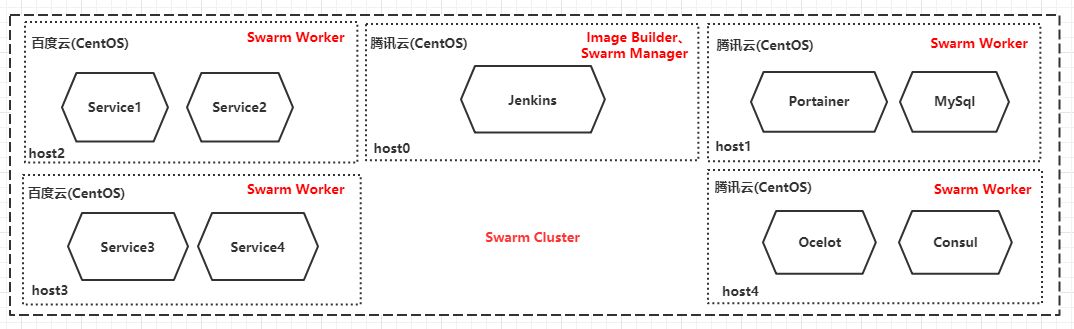 百度云(CentOS)
Swarm Worker
Service1
Service2
host2
腾讯云(CentOS)
Image Builder、
Swarm Manager
Jenkins
host0
腾讯云(CentOS)
Swarm Worker
Portainer
MySql
host1
百度云(CentOS)
Swarm Worker
Service3
Service4
host3
Swarm Cluster
腾讯云(CentOS)
Swarm Worker
Ocelot
Consul
host4